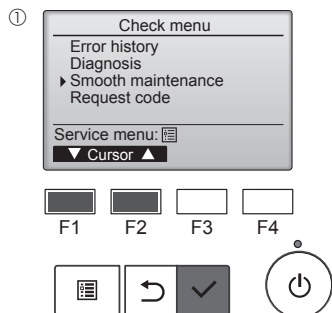 ①
Check menu
Error history
Diagnosis
Smooth maintenance
Request code
Service menu:
▼ Cursor ▲
F1 F2 F3 F4